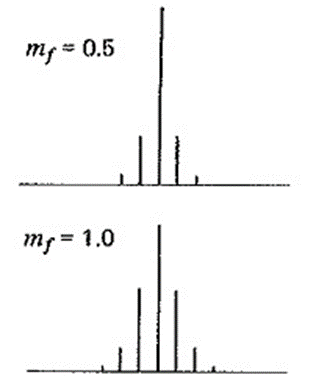 m_f = 0.5
m_f = 1.0